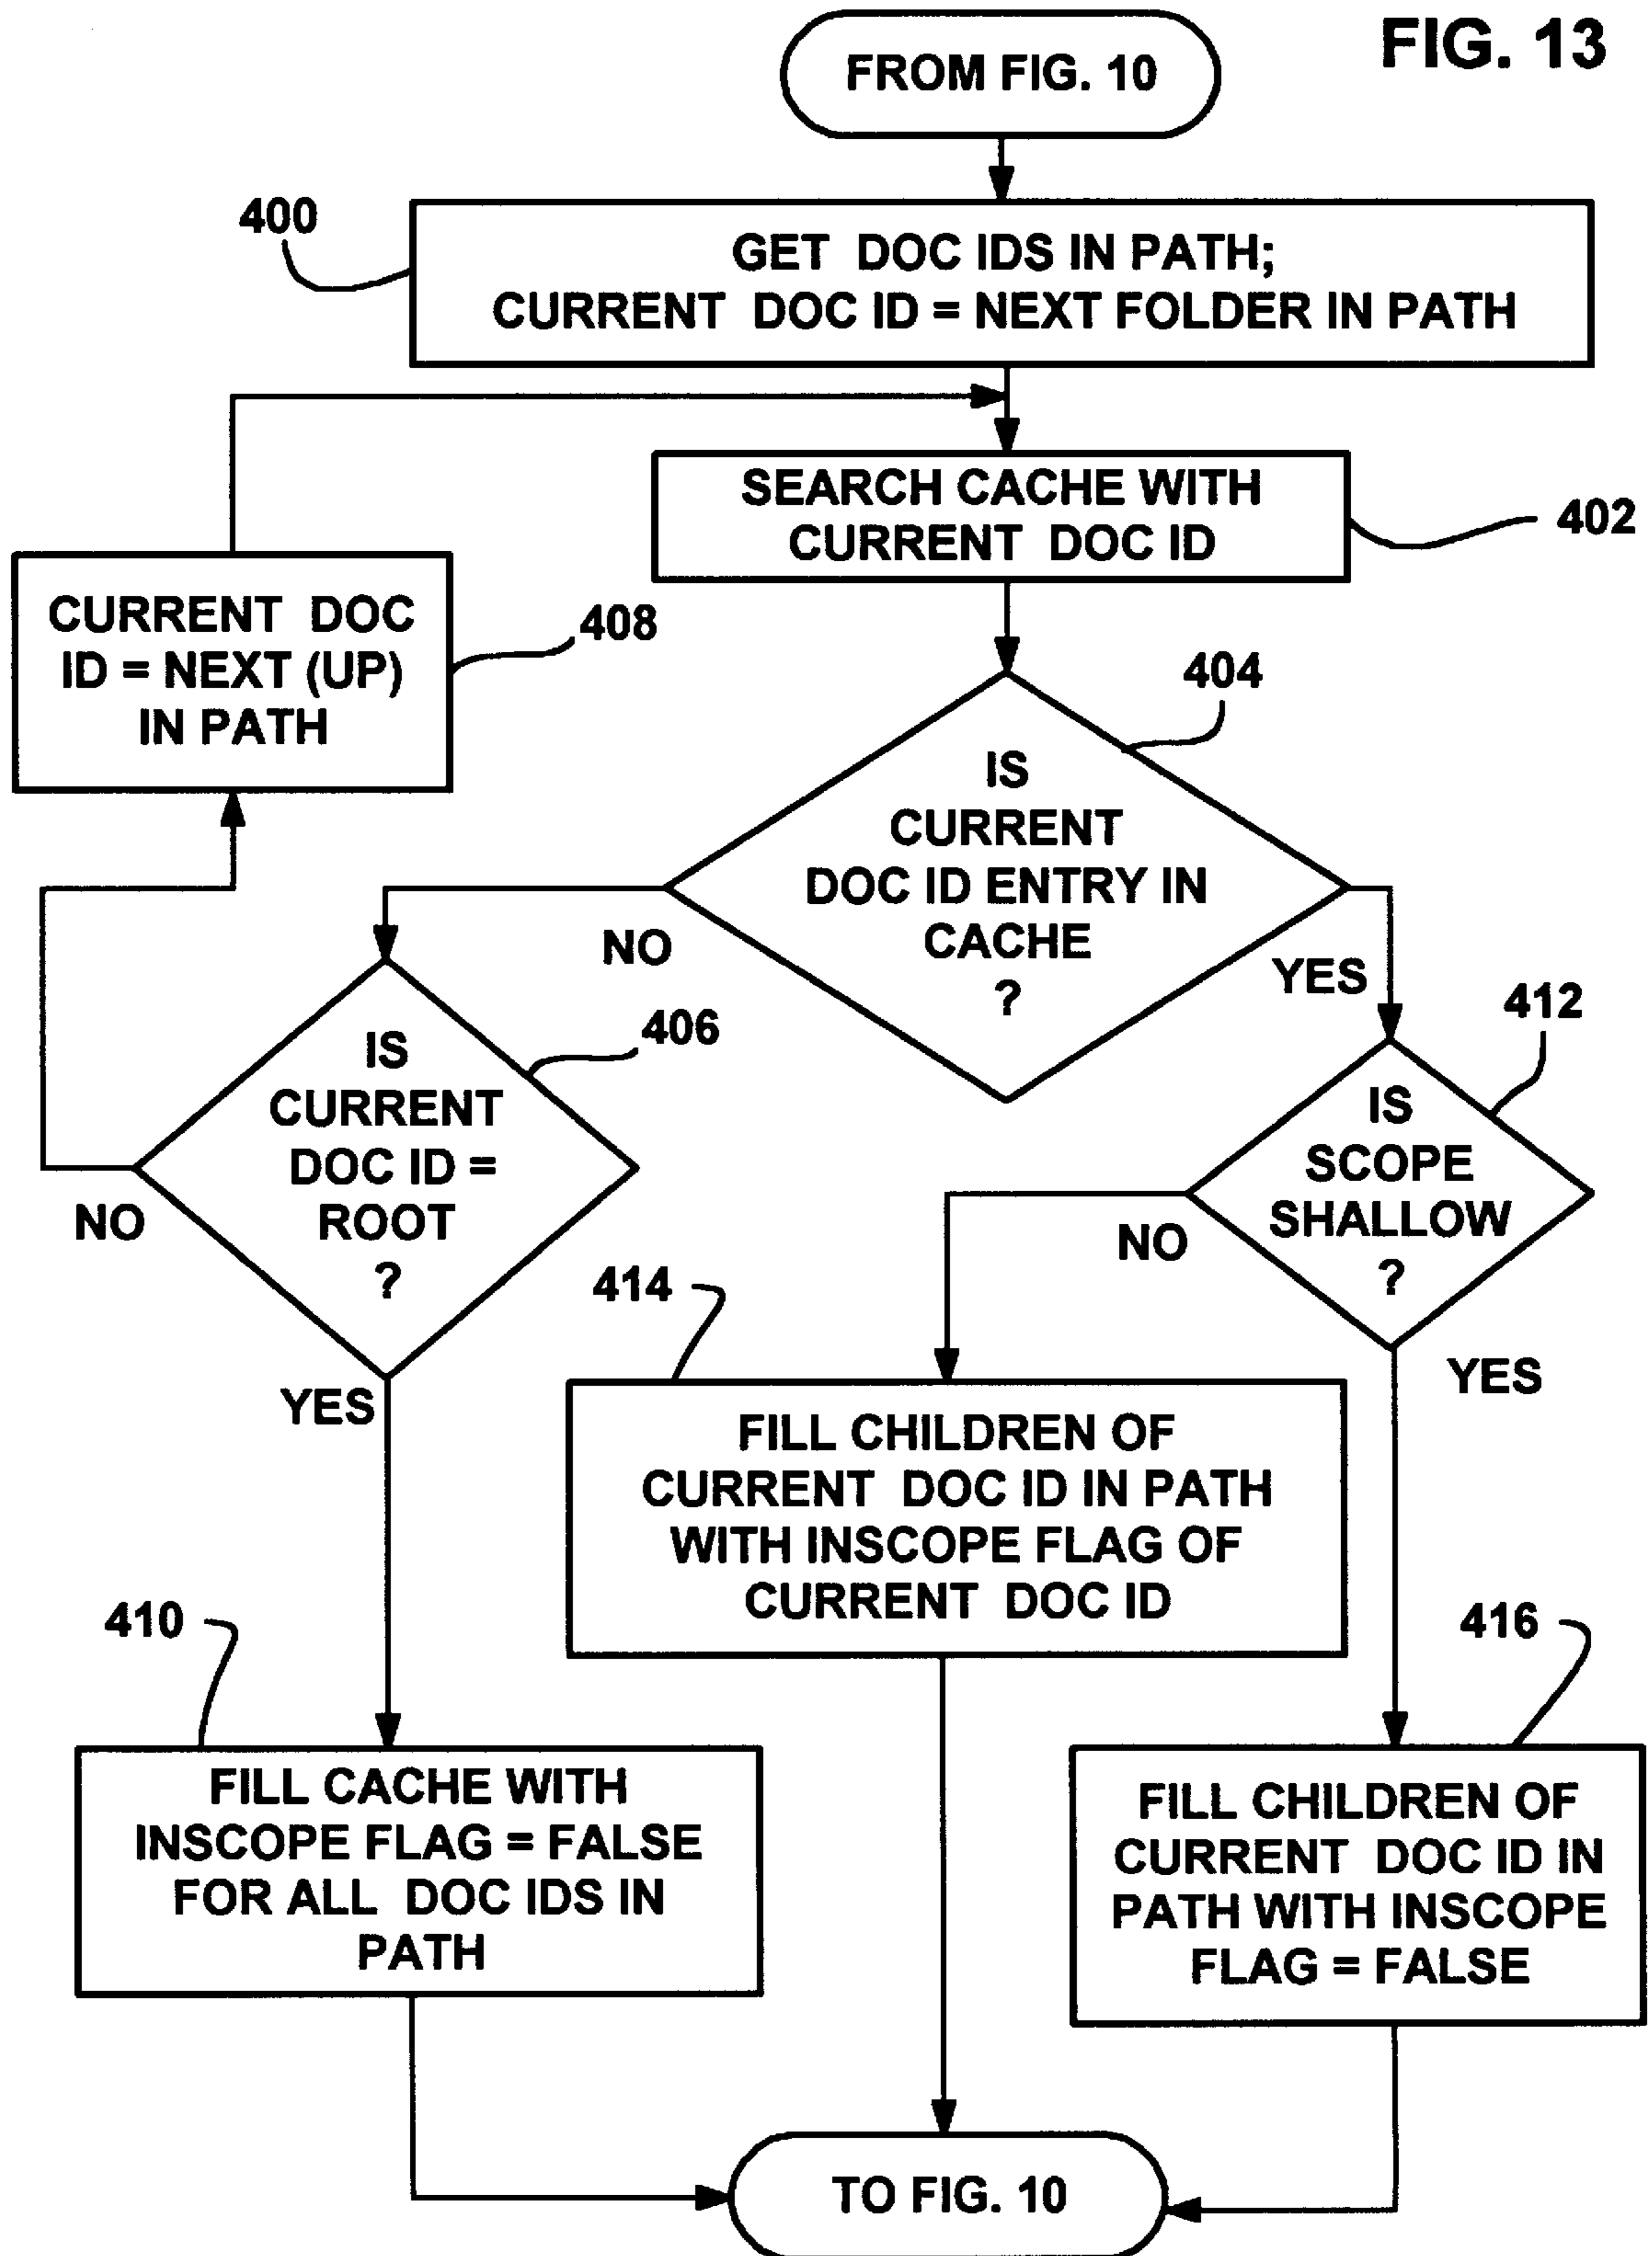 FIG. 13
FROM FIG. 10
400
GET DOC IDS IN PATH;
CURRENT DOC ID = NEXT FOLDER IN PATH
SEARCH CACHE WITH
CURRENT DOC ID
402
CURRENT DOC
ID = NEXT (UP)
IN PATH
408
404
IS
CURRENT
DOC ID ENTRY IN
CACHE
?
NO
YES
406
IS
CURRENT
DOC ID =
ROOT
?
NO
YES
412
IS
SCOPE
SHALLOW
?
NO
YES
414
FILL CHILDREN OF
CURRENT DOC ID IN PATH
WITH INSCOPE FLAG OF
CURRENT DOC ID
410
FILL CACHE WITH
INSCOPE FLAG = FALSE
FOR ALL DOC IDS IN
PATH
416
FILL CHILDREN OF
CURRENT DOC ID IN
PATH WITH INSCOPE
FLAG = FALSE
TO FIG. 10